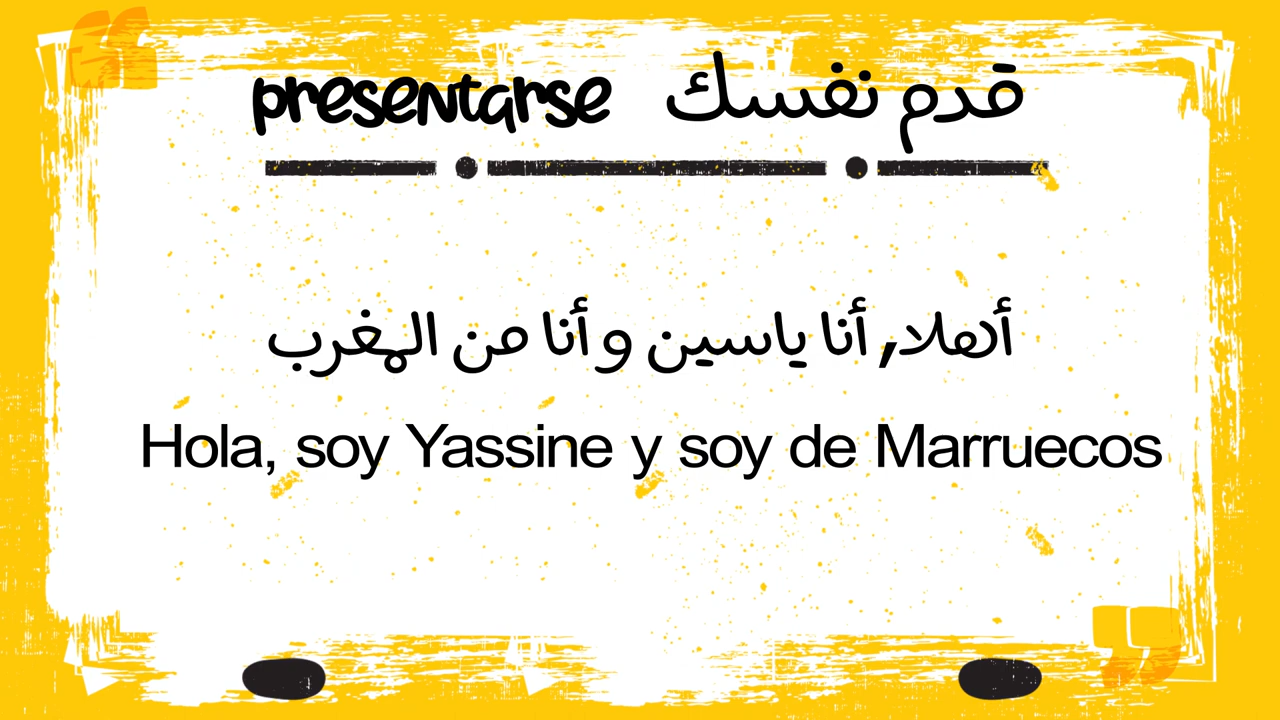 presentarse قدم نفسك
أهلا, أنا ياسين و أنا من المغرب
Hola, soy Yassine y soy de Marruecos